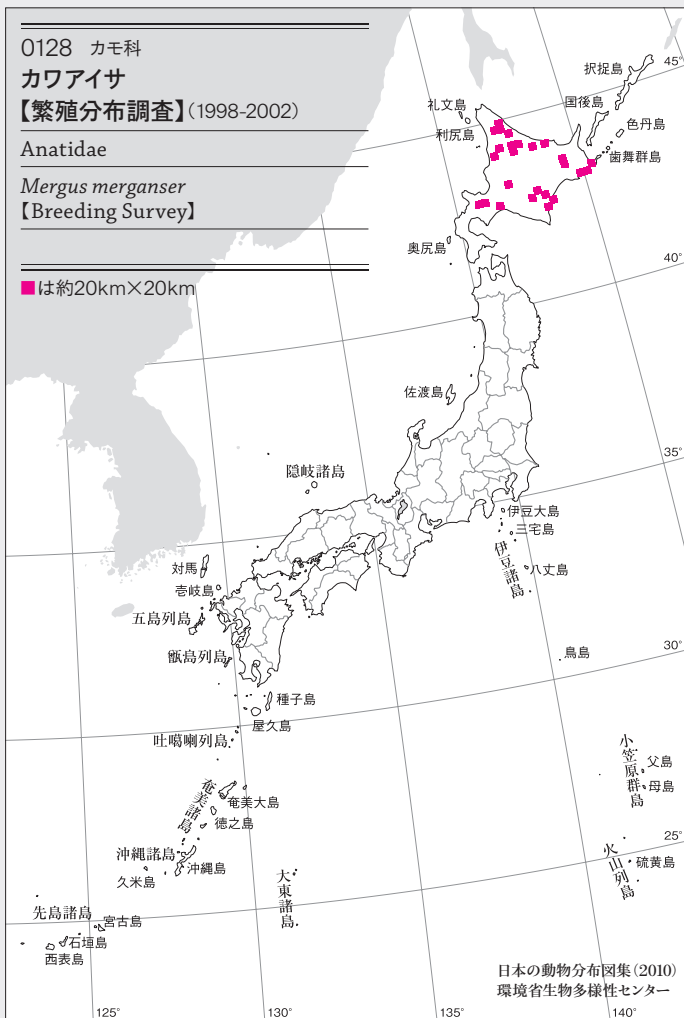 0128 カモ科
カワアイサ
【繁殖分布調査】(1998-2002)
Anatidae
Mergus merganser
【Breeding Survey】
■は約20km×20km
45°
択捉島
国後島
礼文島
色丹島
利尻島
歯舞群島
奥尻島
40°
佐渡島
35°
隠岐諸島
伊豆大島
三宅島
伊豆諸島
八丈島
対馬
壱岐島
五島列島
甑島列島
鳥島
30°
種子島
屋久島
吐噶喇列島
小笠原群島
父島
母島
奄美諸島
奄美大島
徳之島
25°
沖縄諸島
沖縄島
久米島
火山列島
硫黄島
大東諸島
先島諸島
宮古島
石垣島
西表島
日本の動物分布図集(2010)
環境省生物多様性センター
125°
130°
135°
140°